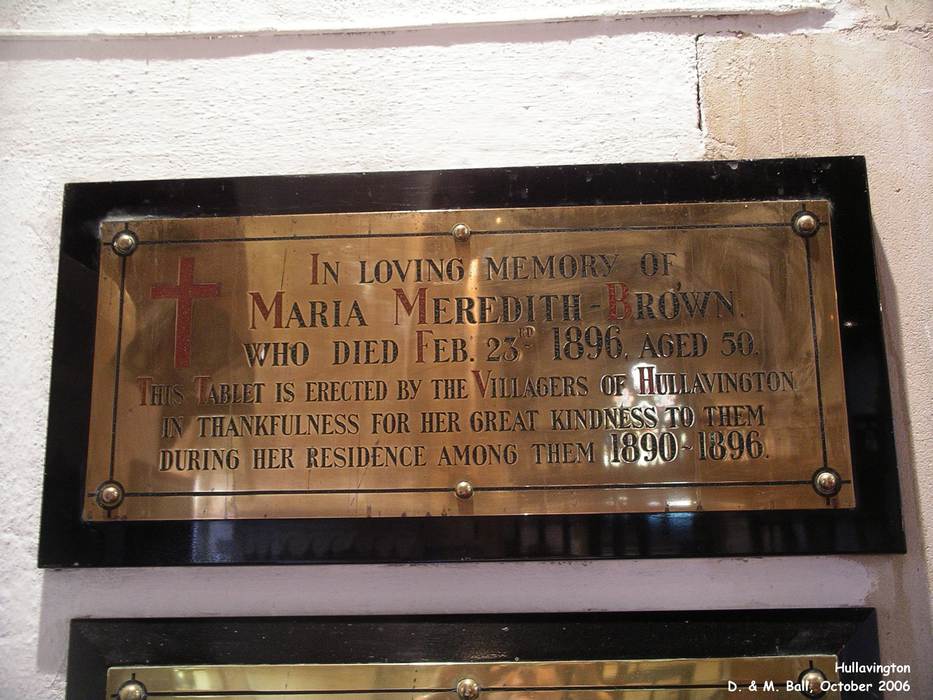 IN LOVING MEMORY OF
MARIA MEREDITH-BROWN.
WHO DIED FEB. 23RD 1896. AGED 50.
THIS TABLET IS ERECTED BY THE VILLAGERS OF HULLAVINGTON.
IN THANKFULNESS FOR HER GREAT KINDNESS TO THEM
DURING HER RESIDENCE AMONG THEM 1890-1896.
Hullavington
D. & M. Ball, October 2006